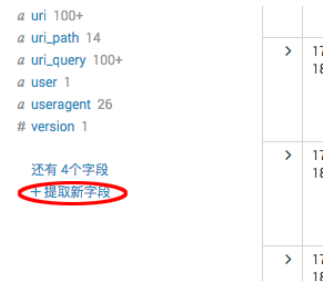 a uri 100+
a uri_path 14
a uri_query 100+
a user 1
a useragent 26
# version 1
还有 4个字段
+ 提取新字段
> 17
18
> 17
18
> 17
18